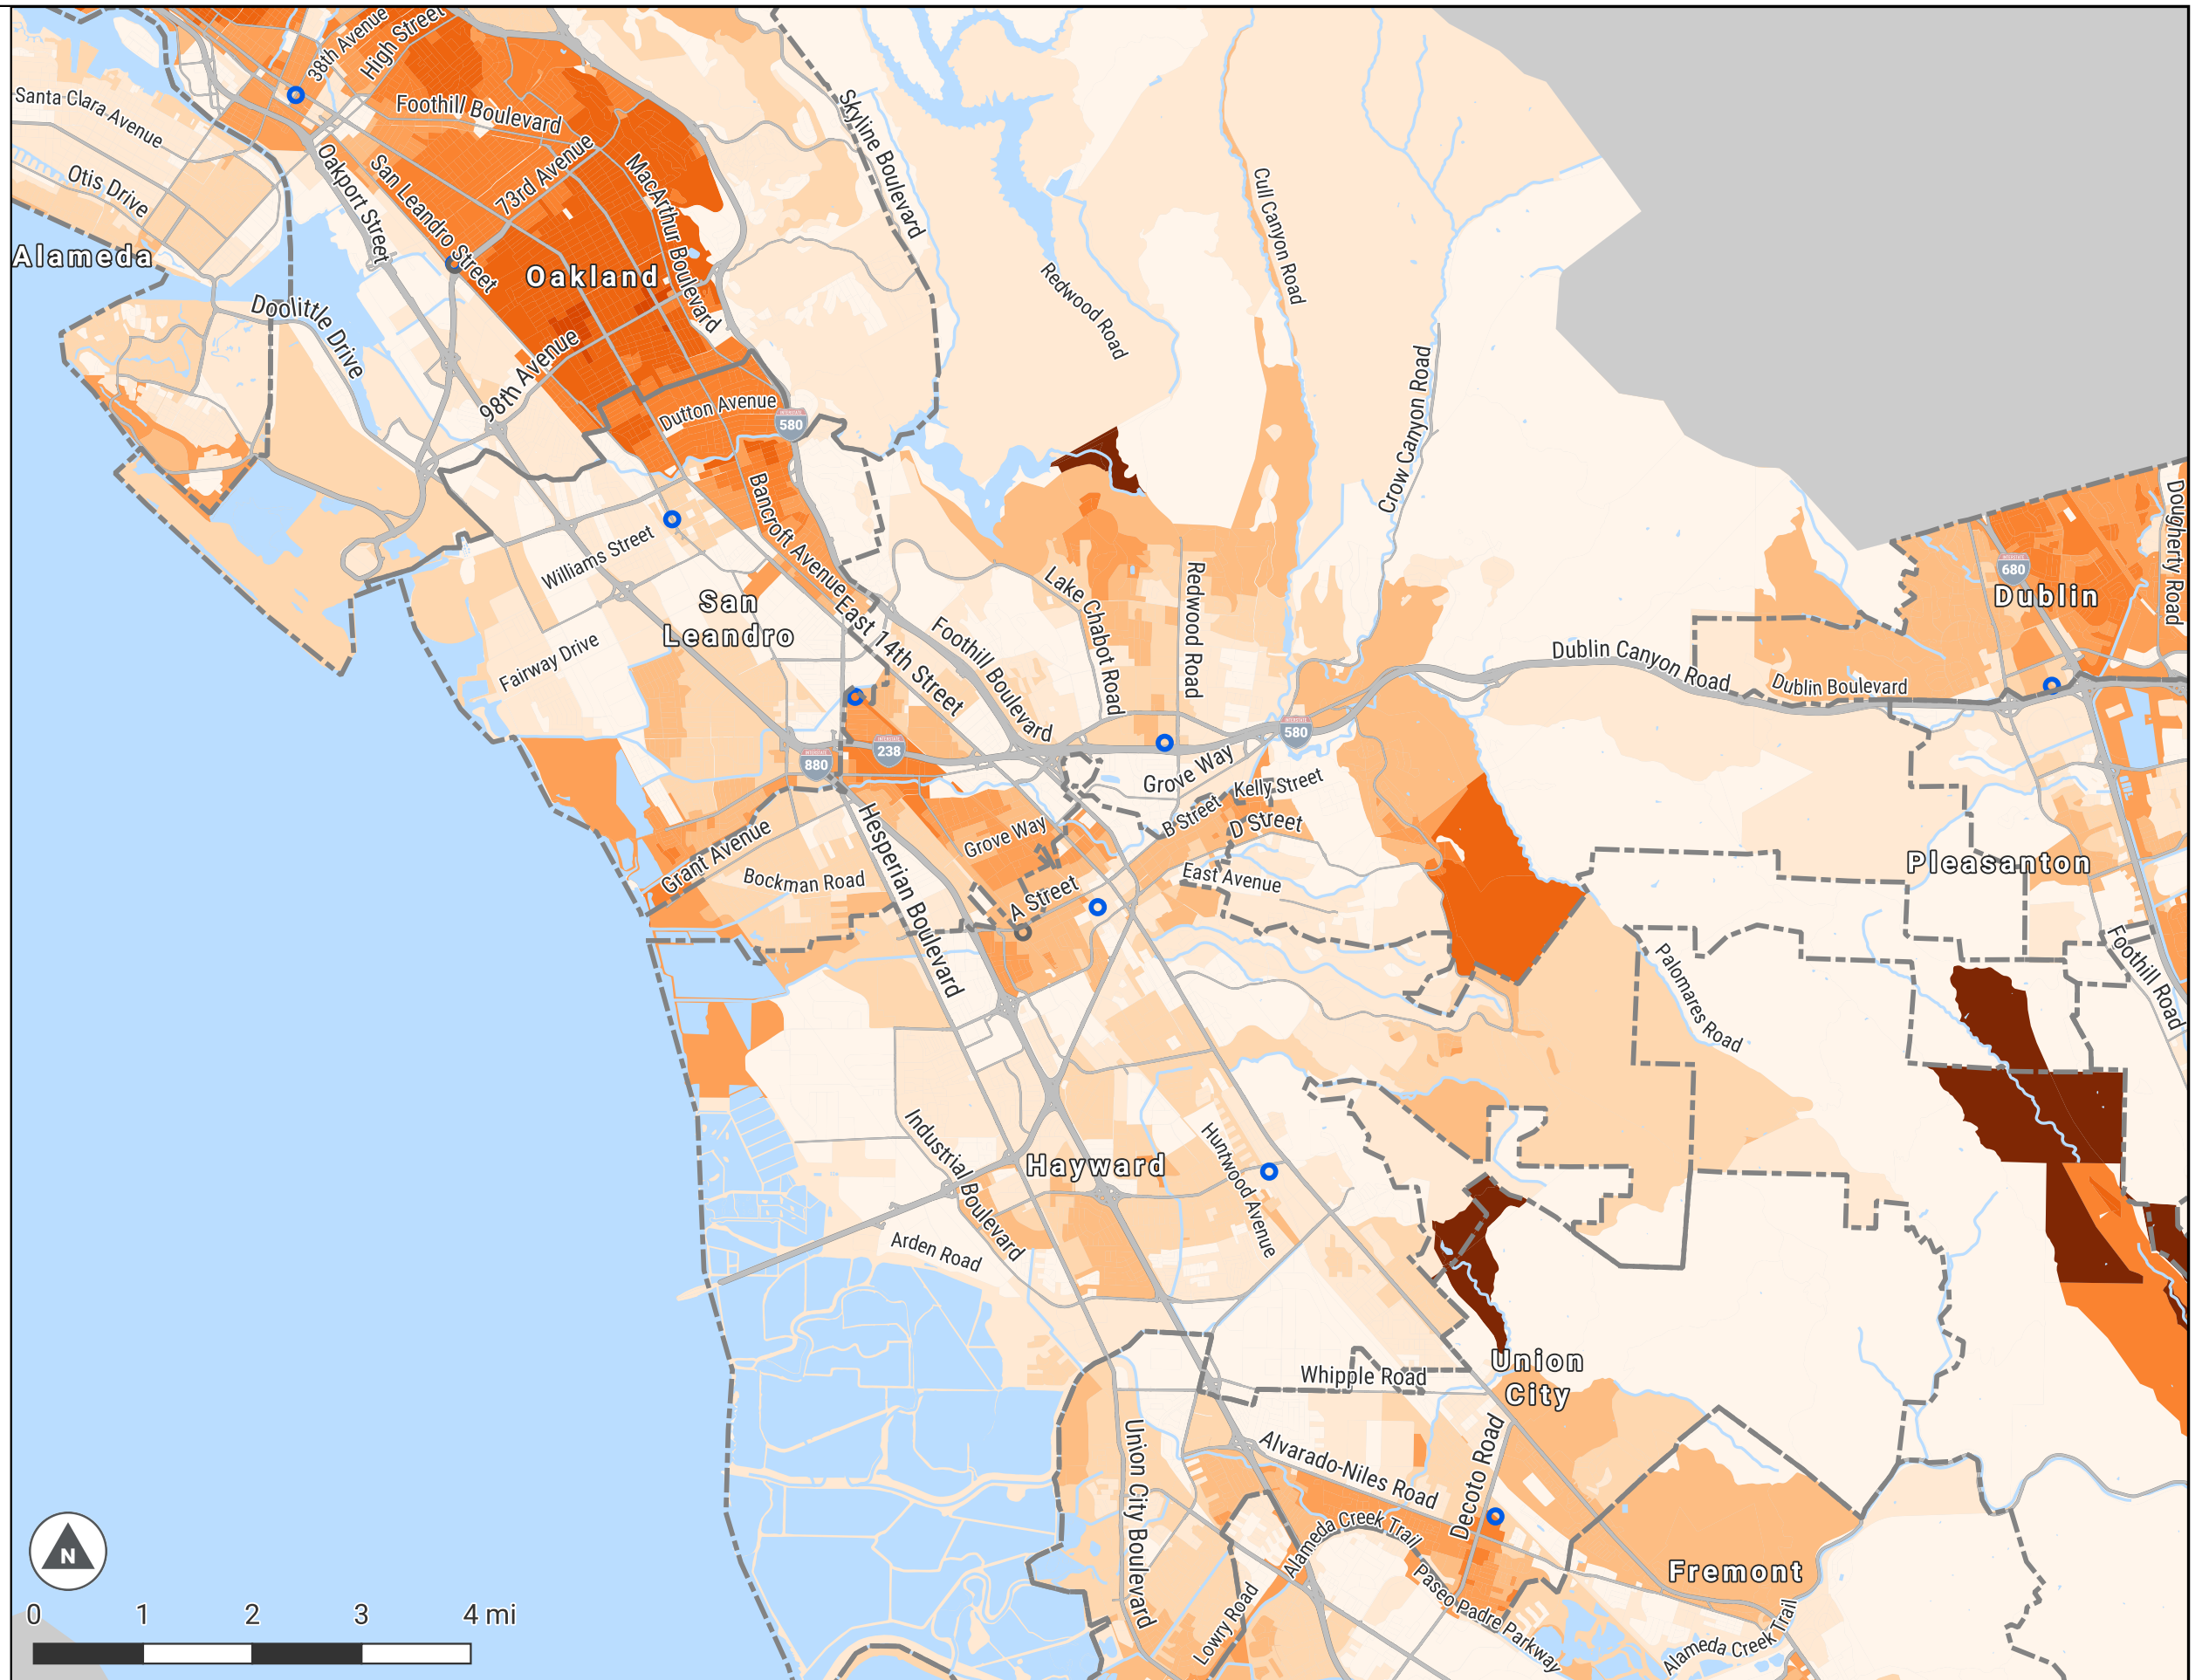 38th Avenue
High Street
Santa Clara Avenue
Foothill Boulevard
Skyline Boulevard
Otis Drive
Oakport Street
San Leandro Street
73rd Avenue
MacArthur Boulevard
Cull Canyon Road
Alameda
Oakland
Redwood Road
Doolittle Drive
98th Avenue
Dutton Avenue
INTERSTATE
580
Crow Canyon Road
Bancroft Avenue
Dougherty Road
INTERSTATE
680
Dublin
Williams Street
San
Leandro
East 14th Street
Lake Chabot Road
Redwood Road
Fairway Drive
Foothill Boulevard
Dublin Canyon Road
Dublin Boulevard
INTERSTATE
580
INTERSTATE
238
INTERSTATE
880
Grove Way
Kelly Street
B Street
D Street
Grove Way
Hesperian Boulevard
Grant Avenue
Bockman Road
A Street
East Avenue
Pleasanton
Foothill Road
Palomares Road
Industrial Boulevard
Hayward
Huntwood Avenue
Arden Road
Whipple Road
Union
City
Union City Boulevard
Alvarado-Niles Road
Decoto Road
Alameda Creek Trail
Paseo Padre Parkway
Lowry Road
Fremont
Alameda Creek Trail
N
0 1 2 3 4 mi